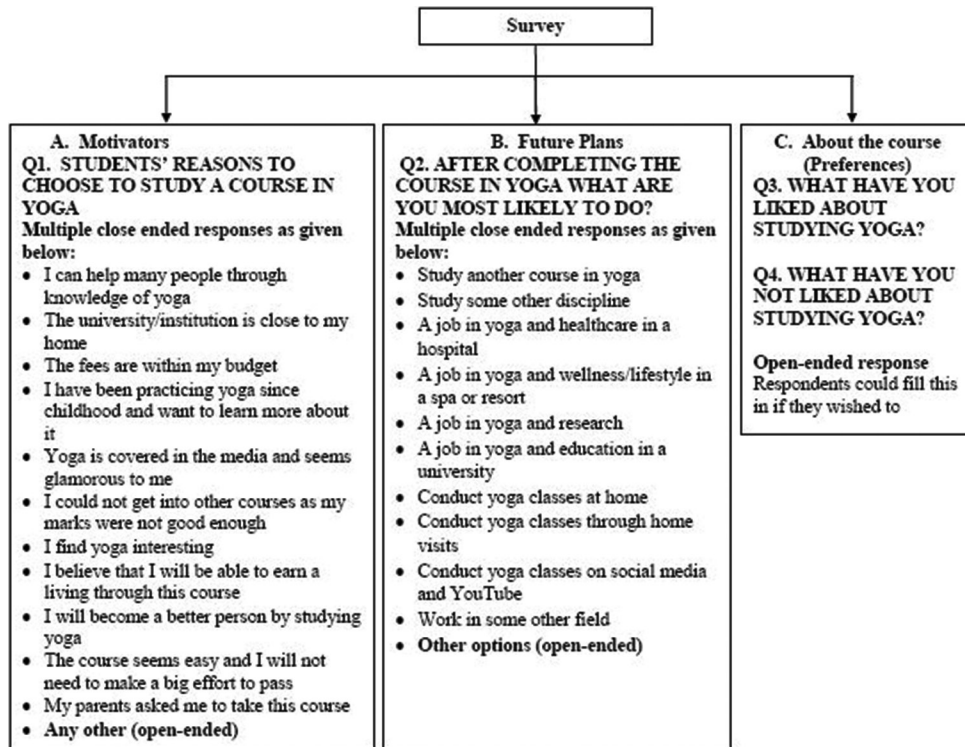 Survey
A. Motivators
Q1. STUDENTS' REASONS TO
CHOOSE TO STUDY A COURSE IN
YOGA
Multiple close ended responses as given
below:
• I can help many people through
knowledge of yoga
• The university/institution is close to my
home
• The fees are within my budget
• I have been practicing yoga since
childhood and want to learn more about
it
• Yoga is covered in the media and seems
glamorous to me
• I could not get into other courses as my
marks were not good enough
• I find yoga interesting
• I believe that I will be able to earn a
living through this course
• I will become a better person by studying
yoga
• The course seems easy and I will not
need to make a big effort to pass
• My parents asked me to take this course
• Any other (open-ended)
B. Future Plans
Q2. AFTER COMPLETING THE
COURSE IN YOGA WHAT ARE
YOU MOST LIKELY TO DO?
Multiple close ended responses as given
below:
• Study another course in yoga
• Study some other discipline
• A job in yoga and healthcare in a
hospital
• A job in yoga and wellness/lifestyle in
a spa or resort
• A job in yoga and research
• A job in yoga and education in a
university
• Conduct yoga classes at home
• Conduct yoga classes through home
visits
• Conduct yoga classes on social media
and YouTube
• Work in some other field
• Other options (open-ended)
C. About the course
(Preferences)
Q3. WHAT HAVE YOU
LIKED ABOUT
STUDYING YOGA?
Q4. WHAT HAVE YOU
NOT LIKED ABOUT
STUDYING YOGA?
Open-ended response
Respondents could fill this
in if they wished to